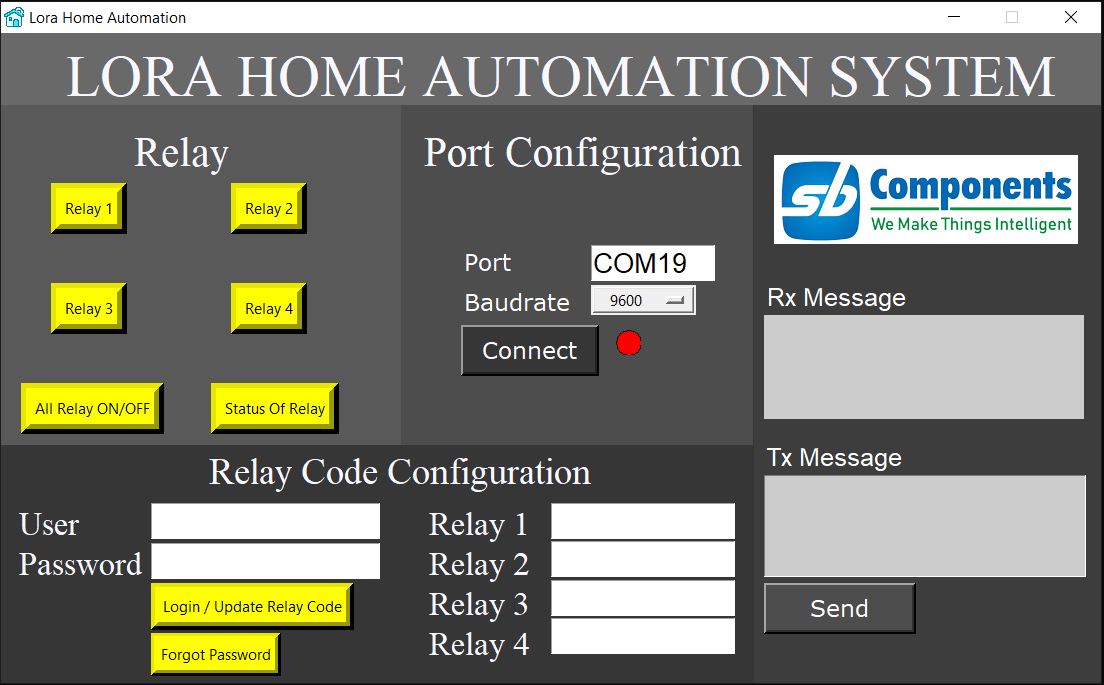 Lora Home Automation
LORA HOME AUTOMATION SYSTEM
Relay
Relay 1
Relay 2
Relay 3
Relay 4
All Relay ON/OFF
Status Of Relay
Port Configuration
Port
COM19
Baudrate
9600
Connect
sb Components
We Make Things Intelligent
Rx Message
Tx Message
Send
Relay Code Configuration
User
Password
Login / Update Relay Code
Forgot Password
Relay 1
Relay 2
Relay 3
Relay 4